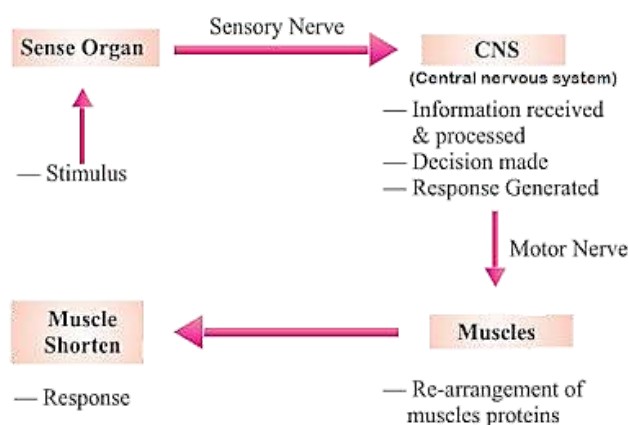 Sensory Nerve
Sense Organ
CNS
(Central nervous system)
— Information received
& processed
— Decision made
— Response Generated
— Stimulus
Motor Nerve
Muscle
Shorten
Muscles
— Response
— Re-arrangement of
muscles proteins